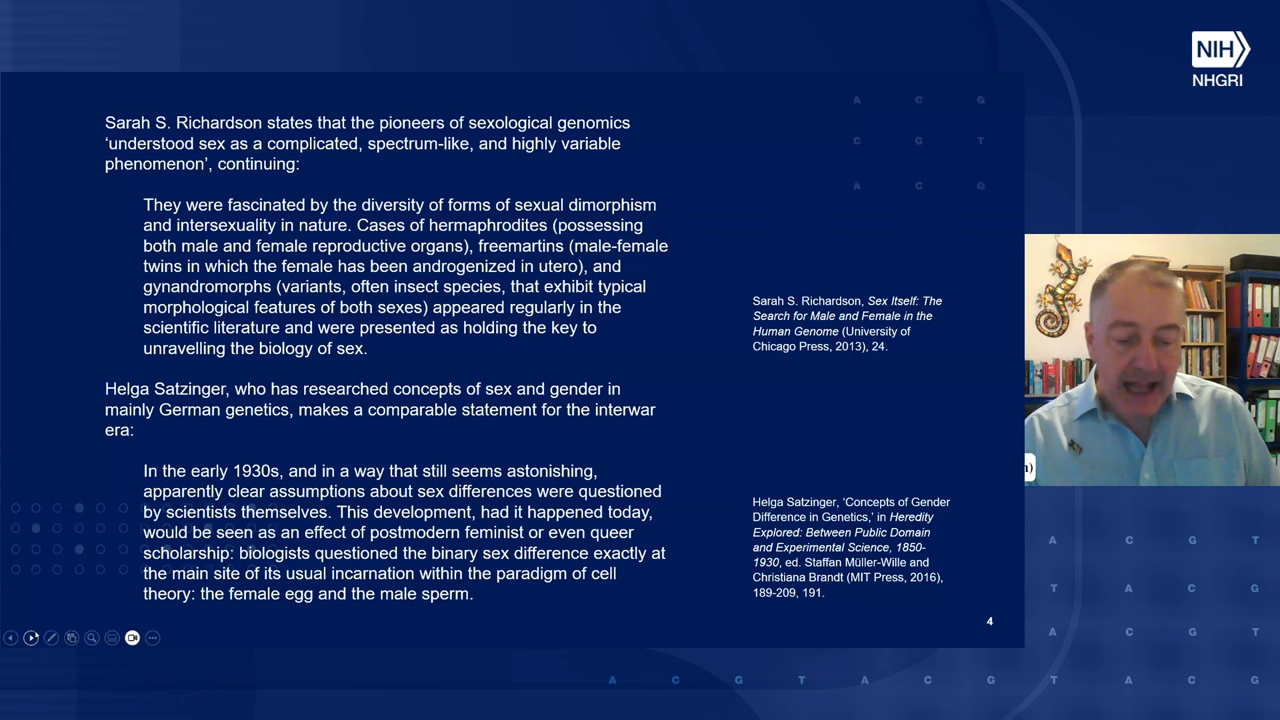 NIH
NHGRI
A C G
C G T
A C G
Sarah S. Richardson states that the pioneers of sexological genomics
‘understood sex as a complicated, spectrum-like, and highly variable
phenomenon’, continuing:
They were fascinated by the diversity of forms of sexual dimorphism
and intersexuality in nature. Cases of hermaphrodites (possessing
both male and female reproductive organs), freemartins (male-female
twins in which the female has been androgenized in utero), and
gynandromorphs (variants, often insect species, that exhibit typical
morphological features of both sexes) appeared regularly in the
scientific literature and were presented as holding the key to
unravelling the biology of sex.
Sarah S. Richardson, Sex Itself: The
Search for Male and Female in the
Human Genome (University of
Chicago Press, 2013), 24.
Helga Satzinger, who has researched concepts of sex and gender in
mainly German genetics, makes a comparable statement for the interwar
era:
In the early 1930s, and in a way that still seems astonishing,
apparently clear assumptions about sex differences were questioned
by scientists themselves. This development, had it happened today,
would be seen as an effect of postmodern feminist or even queer
scholarship: biologists questioned the binary sex difference exactly at
the main site of its usual incarnation within the paradigm of cell
theory: the female egg and the male sperm.
Helga Satzinger, ‘Concepts of Gender
Difference in Genetics,’ in Heredity
Explored: Between Public Domain
and Experimental Science, 1850-
1930, ed. Staffan Müller-Wille and
Christiana Brandt (MIT Press, 2016),
189-209, 191.
4
n)
A C G T
T A C G
A C G T
A C G T A C G T A C G